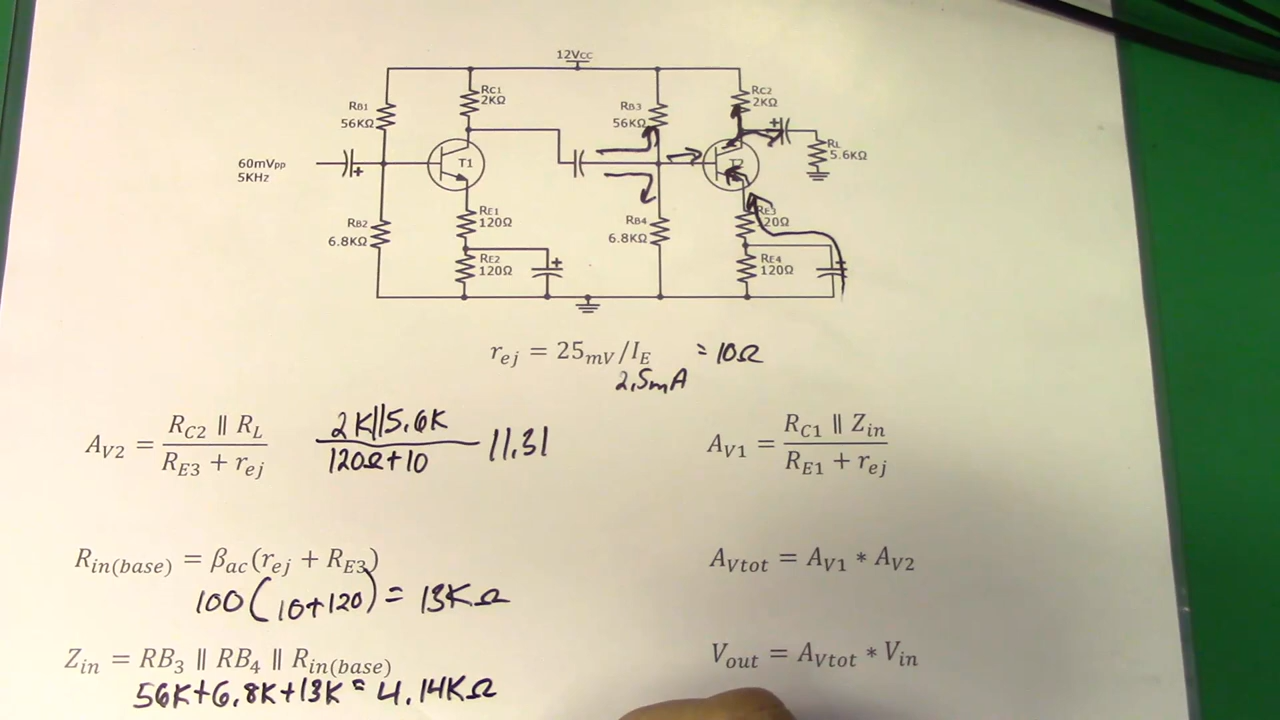 12Vcc
RC1
2KΩ
RB1
56KΩ
RB3
56KΩ
RC2
2KΩ
60mVpp
5KHz
+
T1
T2
+
RL
5.6KΩ
RE1
120Ω
RB2
6.8KΩ
RB4
6.8KΩ
RE3
120Ω
RE2
120Ω
+
RE4
120Ω
+
rej = 25mV/IE = 10Ω
2.5mA
AV2 = RC2 ∥ RL / RE3 + rej
2K||5.6K / 120Ω+10 11.31
AV1 = RC1 ∥ Zin / RE1 + rej
Rin(base) = βac(rej + RE3)
100(10+120) = 13KΩ
AVtot = AV1 * AV2
Zin = RB3 ∥ RB4 ∥ Rin(base)
56K+6.8K+13K = 4.14KΩ
Vout = AVtot * Vin